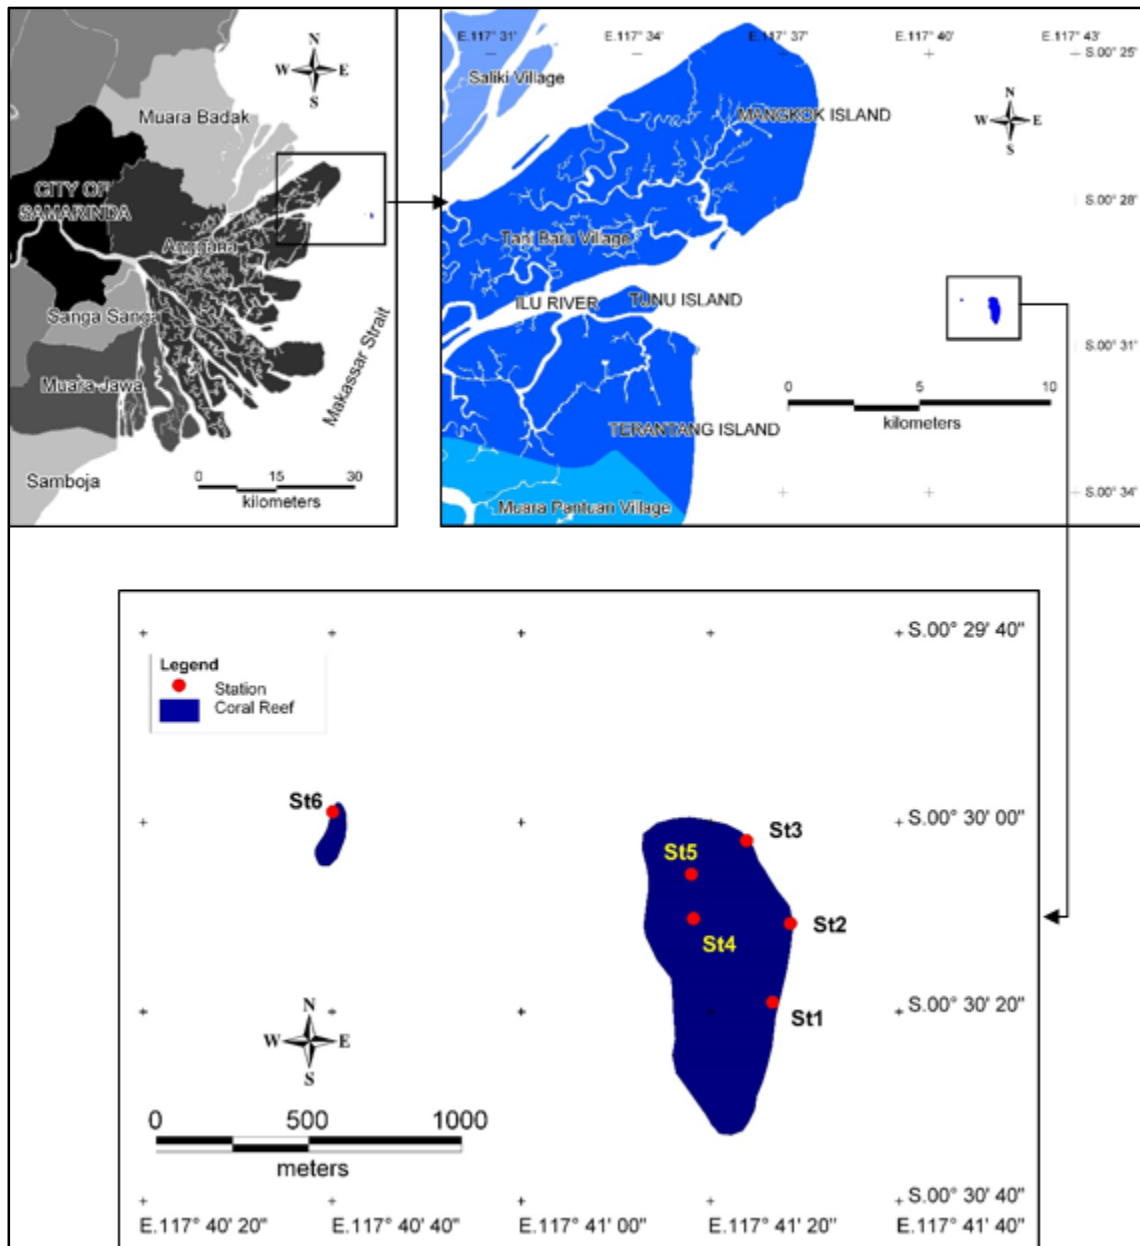 N
W E
S
Muara Badak
CITY OF
SAMARINDA
Anggana
Sanga Sanga
Muara Jawa
Makassar Strait
Samboja
0 15 30
kilometers
E.117° 31' E.117° 34' E.117° 37' E.117° 40' E.117° 43'
S.00° 25'
Saliki Village
MANGKOK ISLAND
N
W E
S
S.00° 28'
Tani Baru Village
ILU RIVER
TUNU ISLAND
S.00° 31'
0 5 10
kilometers
TERANTANG ISLAND
S.00° 34'
Muara Pantuan Village
S.00° 29' 40"
Legend
Station
Coral Reef
St6
S.00° 30' 00"
St3
St5
St2
St4
St1
S.00° 30' 20"
N
W E
S
0 500 1000
meters
S.00° 30' 40"
E.117° 40' 20" E.117° 40' 40" E.117° 41' 00" E.117° 41' 20" E.117° 41' 40"